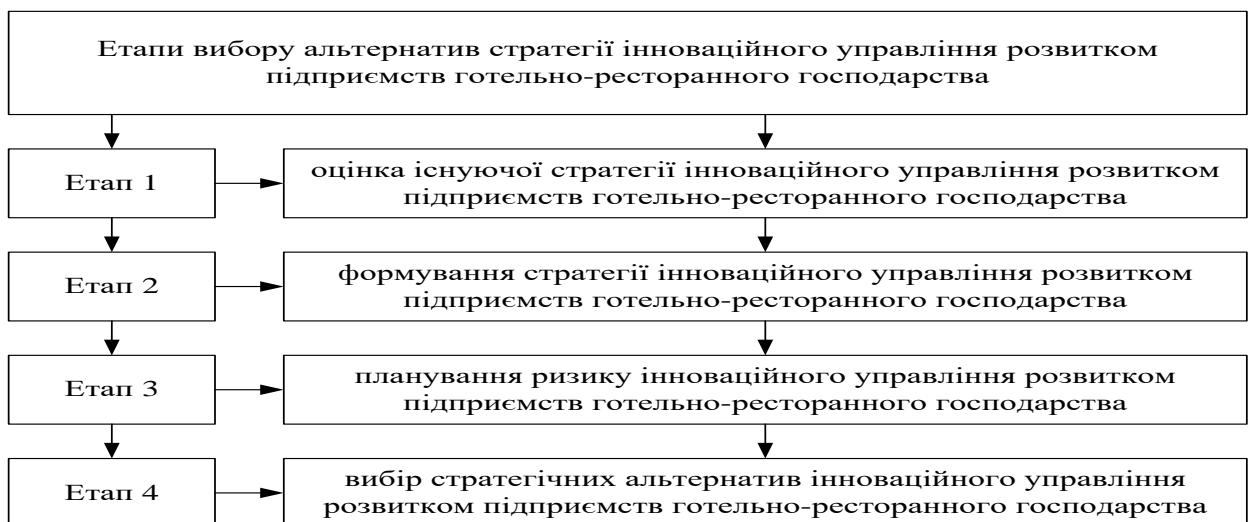 Етапи вибору альтернатив стратегії інноваційного управління розвитком
підприємств готельно-ресторанного господарства
Етап 1
оцінка існуючої стратегії інноваційного управління розвитком
підприємств готельно-ресторанного господарства
Етап 2
формування стратегії інноваційного управління розвитком
підприємств готельно-ресторанного господарства
Етап 3
планування ризику інноваційного управління розвитком
підприємств готельно-ресторанного господарства
Етап 4
вибір стратегічних альтернатив інноваційного управління
розвитком підприємств готельно-ресторанного господарства